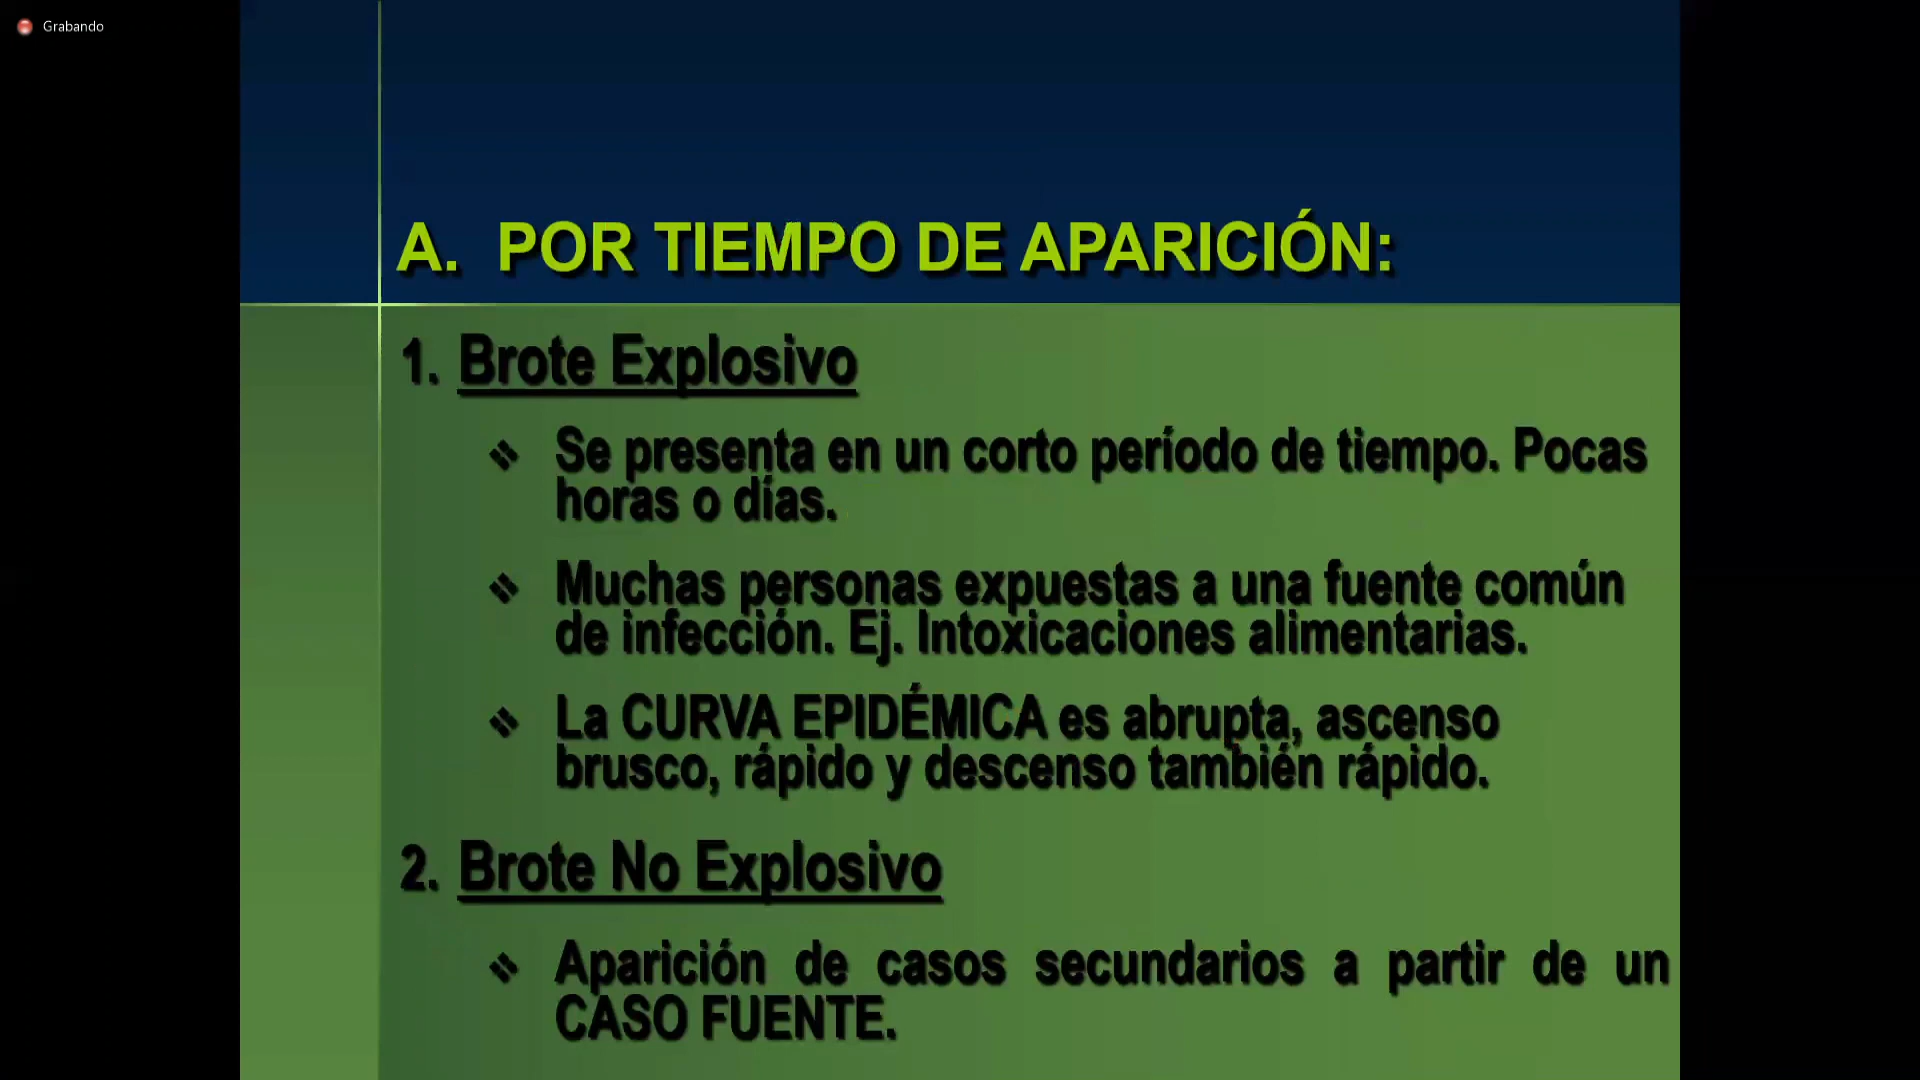 Grabando
A. POR TIEMPO DE APARICIÓN:
1. Brote Explosivo
❖ Se presenta en un corto período de tiempo. Pocas
horas o días.
❖ Muchas personas expuestas a una fuente común
de infección. Ej. Intoxicaciones alimentarias.
❖ La CURVA EPIDÉMICA es abrupta, ascenso
brusco, rápido y descenso también rápido.
2. Brote No Explosivo
❖ Aparición de casos secundarios a partir de un
CASO FUENTE.